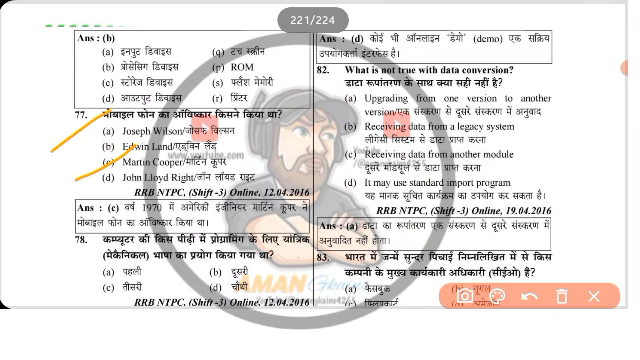 221/224
Ans : (b)
(a) इनपुट डिवाइस (q) टच स्क्रीन
(b) प्रोसेसिंग डिवाइस (p) ROM
(c) स्टोरेज डिवाइस (s) फ्लैश मेमोरी
(d) आउटपुट डिवाइस (r) प्रिंटर
77. मोबाइल फोन का आविष्कार किसने किया था?
(a) Joseph Wilson/जोसेफ विल्सन
(b) Edwin Land/एडविन लैंड
(c) Martin Cooper/मार्टिन कूपर
(d) John Lloyd Right/जॉन लॉयड राइट
RRB NTPC, (Shift -3) Online, 12.04.2016
Ans : (c) वर्ष 1970 में अमेरिकी इंजीनियर मार्टिन कूपर ने
मोबाइल फोन का आविष्कार किया था।
78. कम्प्यूटर की किस पीढ़ी में प्रोग्रामिंग के लिए यांत्रिक
(मेकैनिकल) भाषा का प्रयोग किया गया था?
(a) पहली (b) दूसरी
(c) तीसरी (d) चौथी
RRB NTPC, (Shift -3) Online, 12.04.2016
Ans : (d) कोई भी ऑनलाइन 'डेमो' (demo) एक सक्रिय
उपयोगकर्त्ता इंटरफेस है।
82. What is not true with data conversion?
डाटा रूपांतरण के साथ क्या सही नहीं है?
(a) Upgrading from one version to another
version/एक संस्करण से दूसरे संस्करण में अनुवाद
(b) Receiving data from a legacy system
लीगेसी सिस्टम से डाटा प्राप्त करना
(c) Receiving data from another module
दूसरे मॉड्यूल से डाटा प्राप्त करना
(d) It may use standard import program
यह मानक सूचित कार्यक्रम का उपयोग कर सकता है।
RRB NTPC, (Shift -3) Online, 19.04.2016
Ans : (a) डाटा का रूपांतरण एक संस्करण से दूसरे संस्करण में
अनुवादित नहीं होता।
83. भारत में जन्में सुन्दर पिचाई निम्नलिखित में से किस
कम्पनी के मुख्य कार्यकारी अधिकारी (सीईओ) है?
(a) फेसबुक (b) गूगल
AMAN